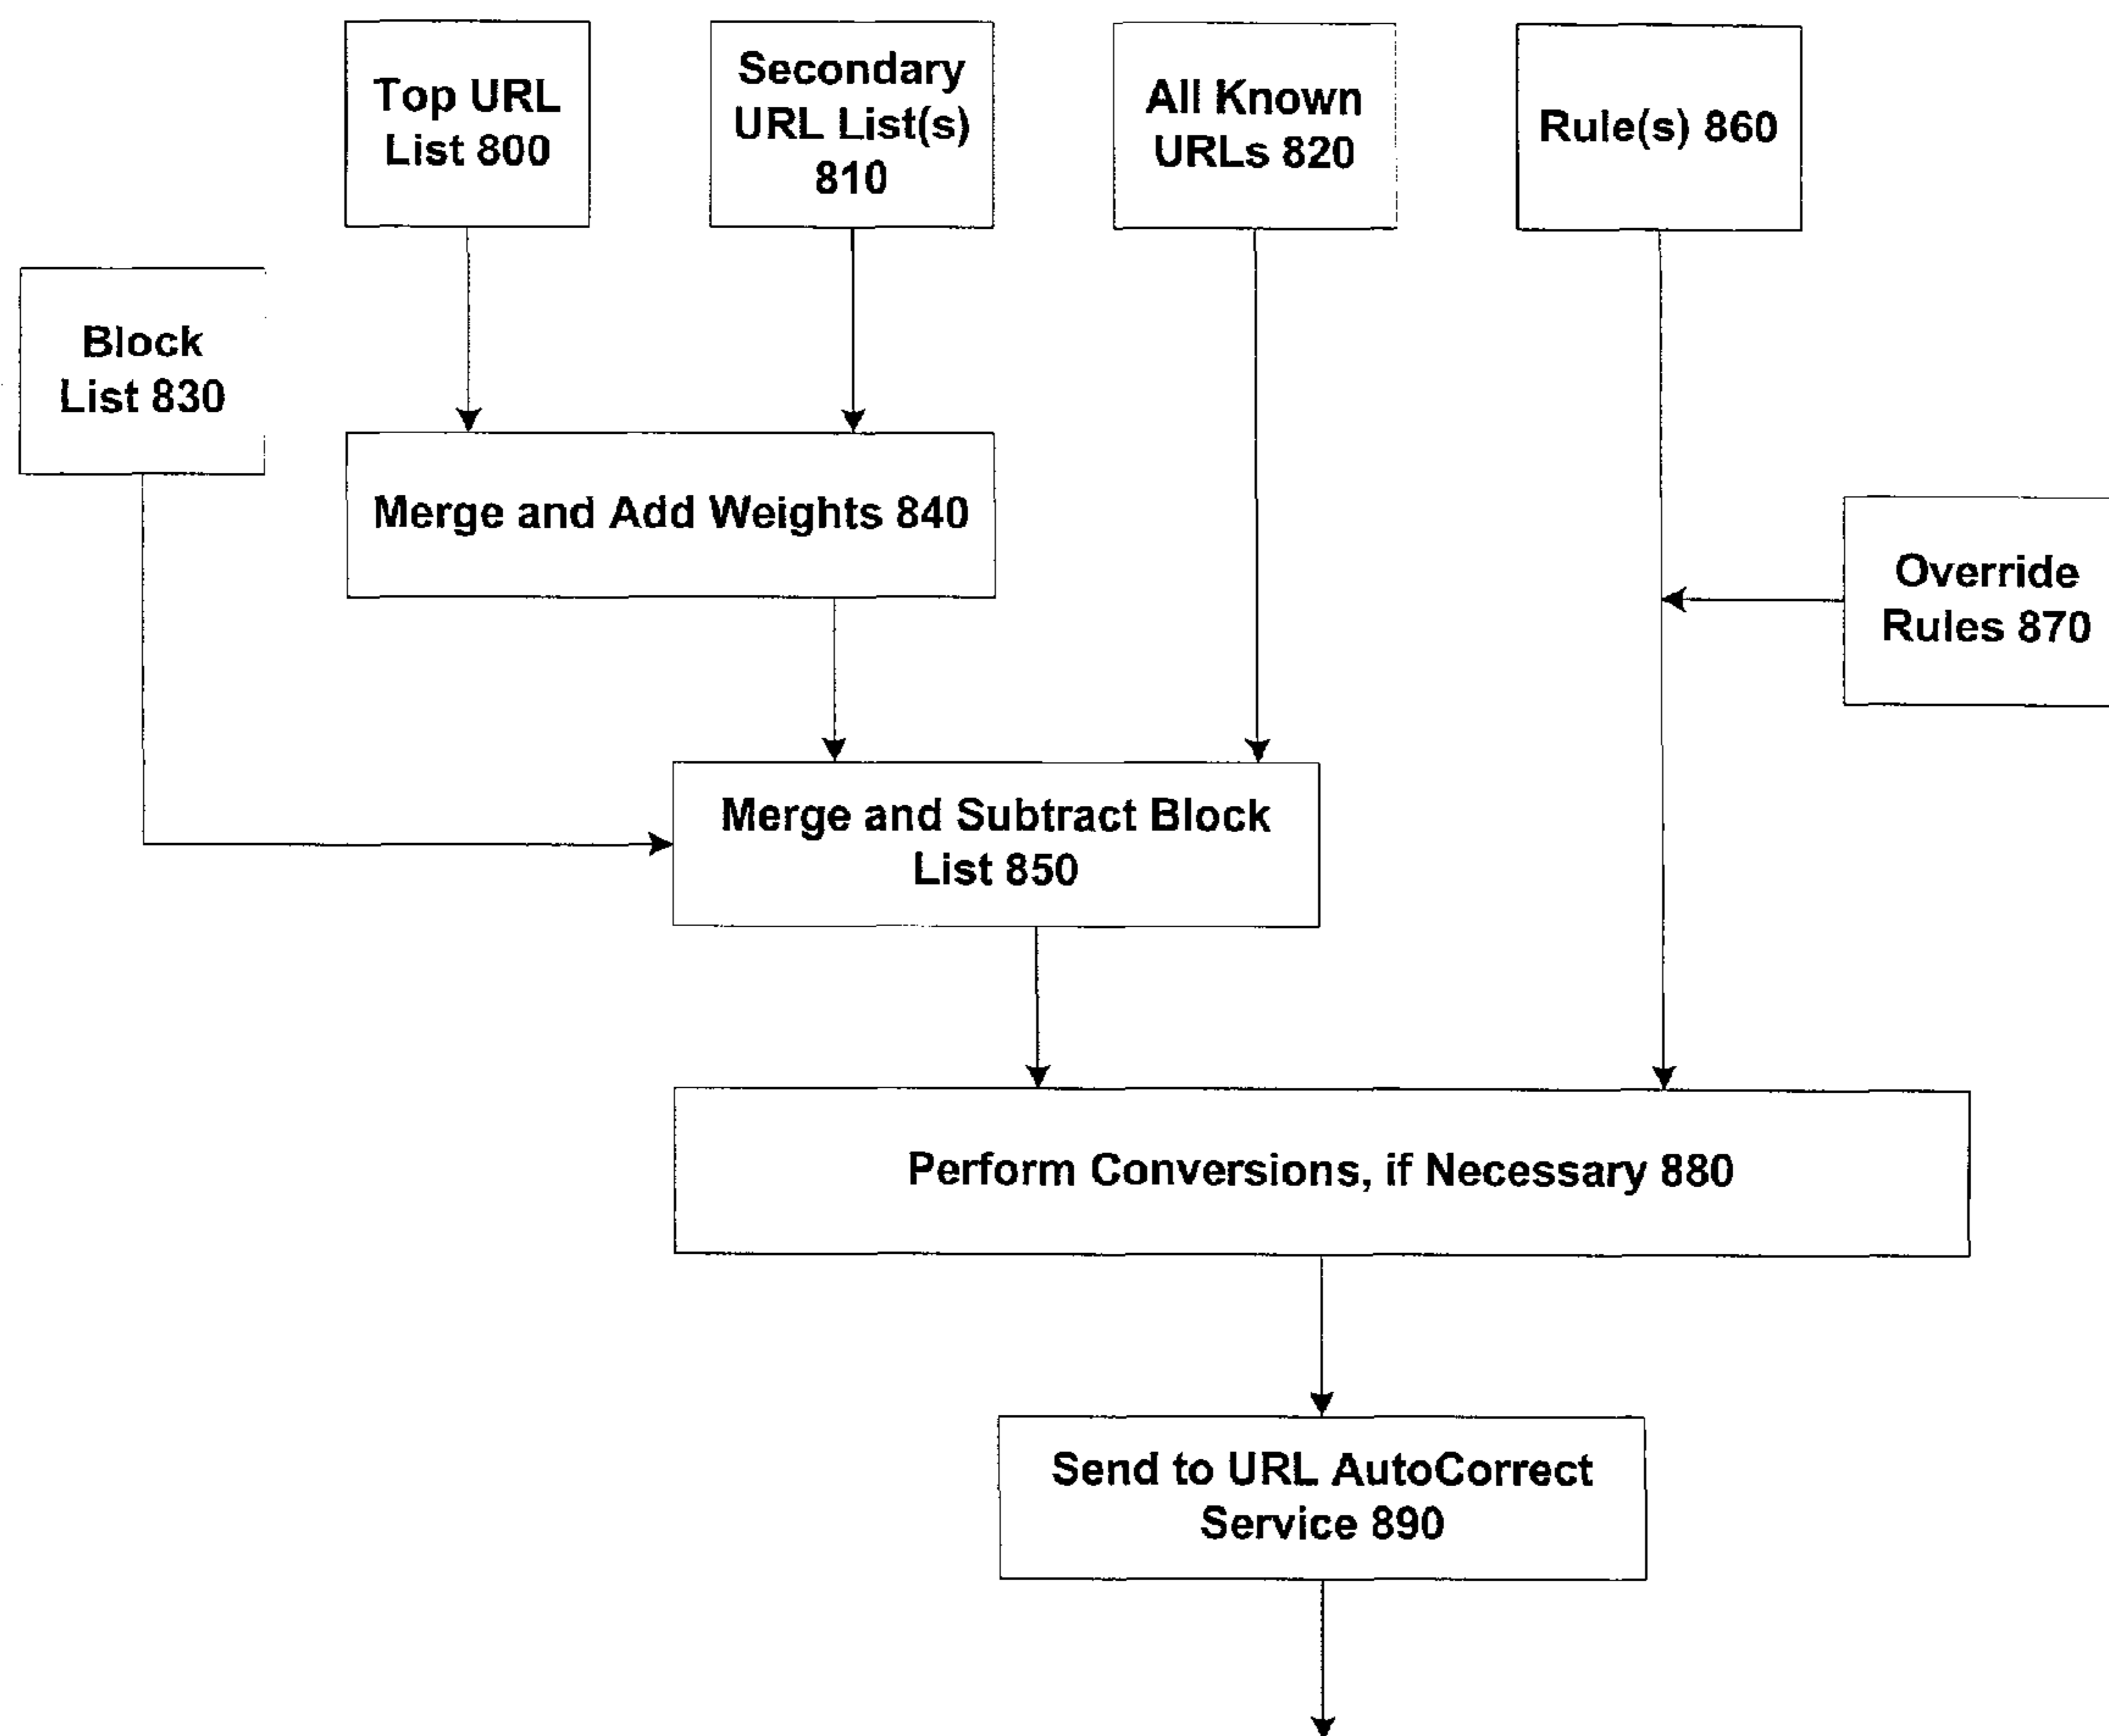 Top URL
List 800
Secondary
URL List(s)
810
All Known
URLs 820
Rule(s) 860
Block
List 830
Merge and Add Weights 840
Override
Rules 870
Merge and Subtract Block
List 850
Perform Conversions, if Necessary 880
Send to URL AutoCorrect
Service 890